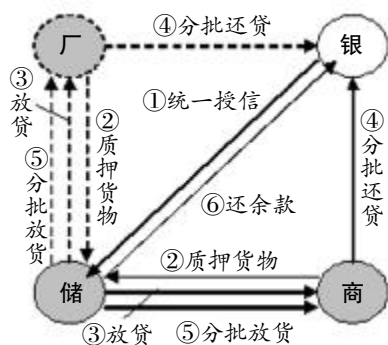 厂
④分批还贷
银
③放贷
②质押货物
①统一授信
④分批还贷
⑤分批放货
⑥还余款
②质押货物
储
商
③放贷
⑤分批放货